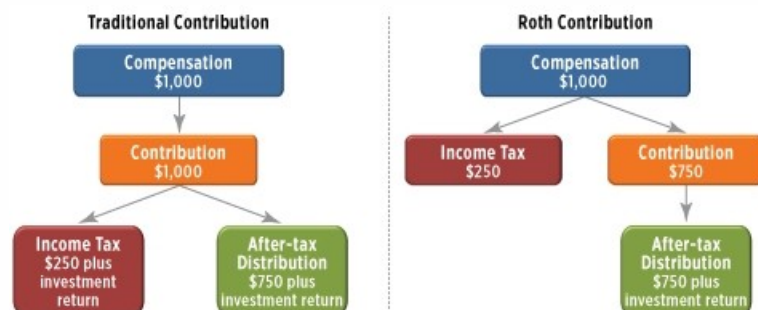 Traditional Contribution
Compensation
$1,000
Contribution
$1,000
Income Tax
$250 plus
investment
return
After-tax
Distribution
$750 plus
investment return
Roth Contribution
Compensation
$1,000
Income Tax
$250
Contribution
$750
After-tax
Distribution
$750 plus
investment return